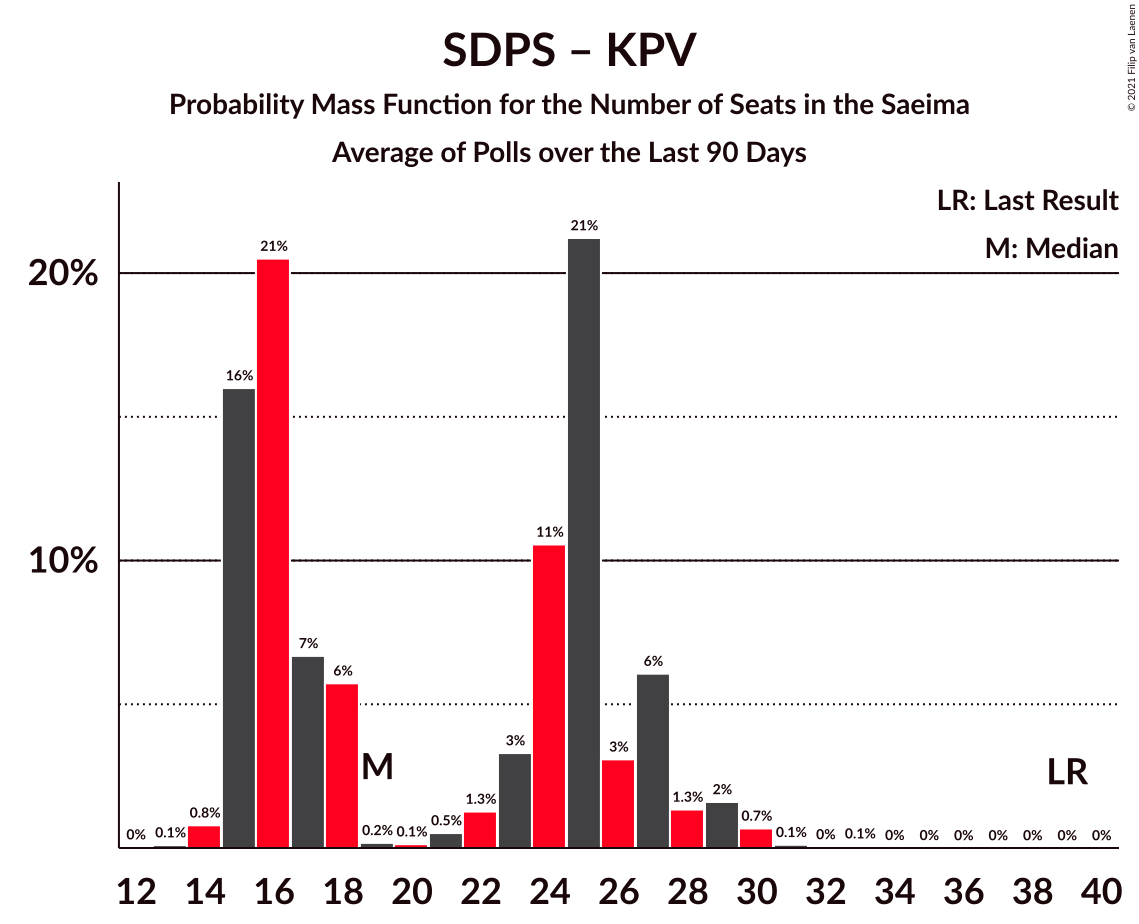 SDPS – KPV
Probability Mass Function for the Number of Seats in the Saeima
Average of Polls over the Last 90 Days
© 2021 Filip van Laenen
LR: Last Result
M: Median
20%
10%
0% 0.1% 0.8% 16% 21% 7% 6% 0.2% 0.1% 0.5% 1.3% 3% 11% 21% 3% 6% 1.3% 2% 0.7% 0.1% 0% 0.1% 0% 0% 0% 0% 0% 0% 0%
M
LR
12 14 16 18 20 22 24 26 28 30 32 34 36 38 40